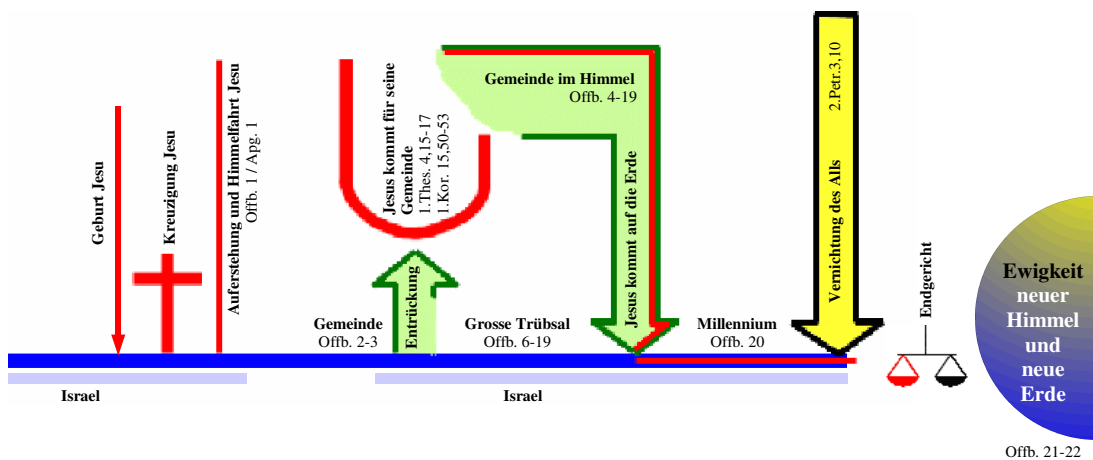 Geburt Jesu
Kreuzigung Jesu
Auferstehung und Himmelfahrt Jesu
Offb. 1 / Apg. 1
Jesus kommt für seine
Gemeinde
1.Thes. 4,15-17
1.Kor. 15,50-53
Entrückung
Gemeinde
Offb. 2-3
Gemeinde im Himmel
Offb. 4-19
Grosse Trübsal
Offb. 6-19
Jesus kommt auf die Erde
Millennium
Offb. 20
Vernichtung des Alls
2.Petr.3,10
Endgericht
Ewigkeit
neuer
Himmel
und
neue
Erde
Offb. 21-22
Israel
Israel